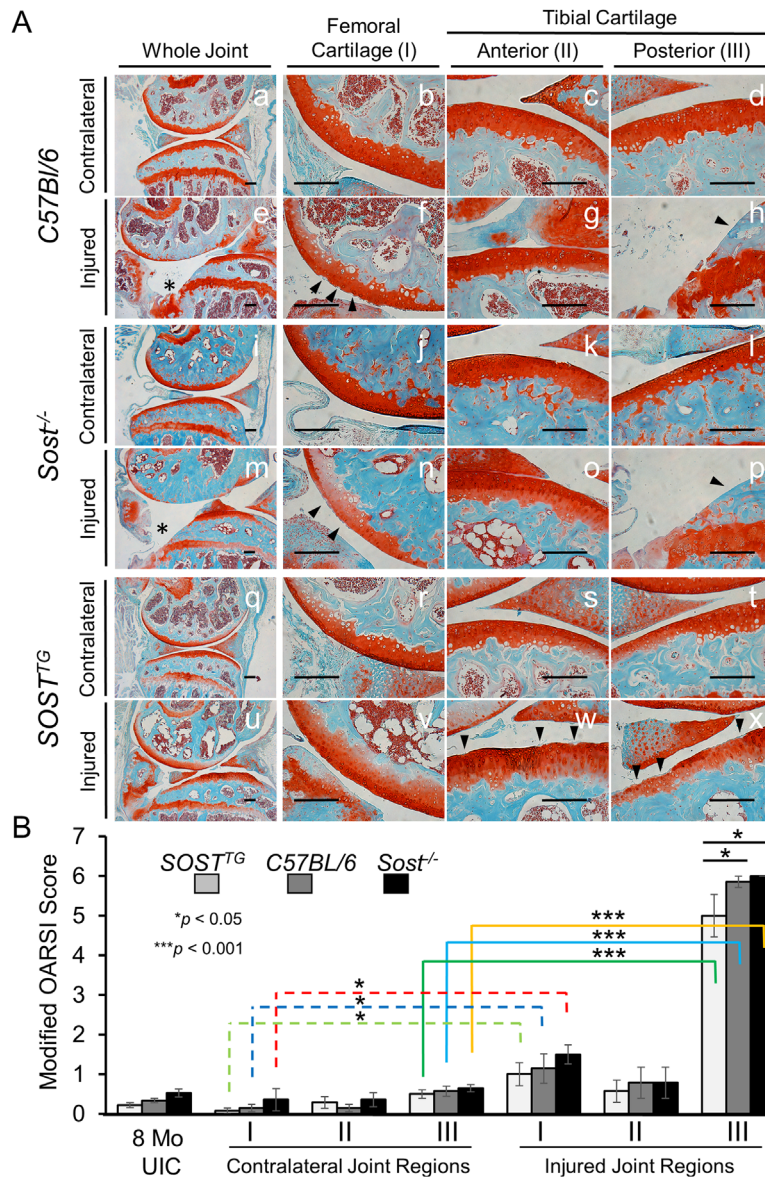 A
Whole Joint
Femoral
Cartilage (I)
Tibial Cartilage
Anterior (II)
Posterior (III)
C57Bl/6
Contralateral
a
b
c
d
Injured
e
f
g
h
*
Sost-/-
Contralateral
i
j
k
l
Injured
m
n
o
p
*
SOSTTG
Contralateral
q
r
s
t
Injured
u
v
w
x
B
Modified OARSI Score
7
6
5
4
3
2
1
0
SOSTTG C57BL/6 Sost-/-
*p < 0.05
***p < 0.001
*
*
***
***
***
*
*
*
8 Mo
UIC
I II III
Contralateral Joint Regions
I II III
Injured Joint Regions